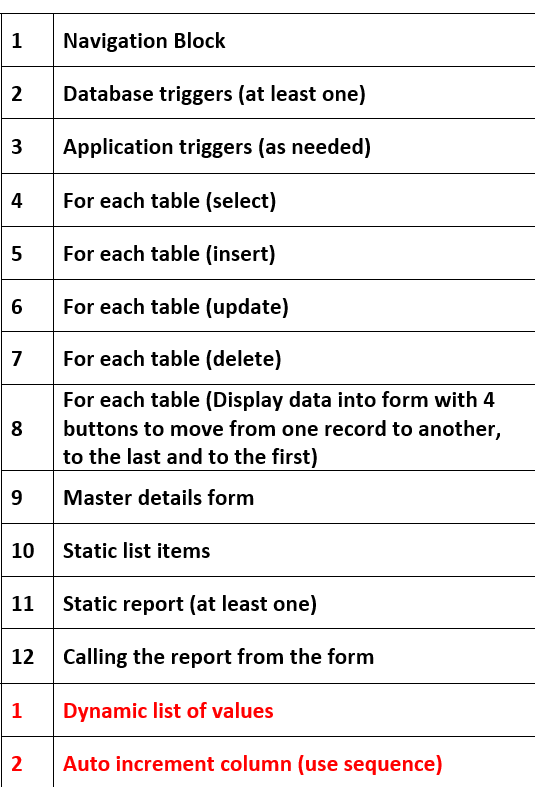 1 Navigation Block
2 Database triggers (at least one)
3 Application triggers (as needed)
4 For each table (select)
5 For each table (insert)
6 For each table (update)
7 For each table (delete)
For each table (Display data into form with 4
8 buttons to move from one record to another,
to the last and to the first)
9 Master details form
10 Static list items
11 Static report (at least one)
12 Calling the report from the form
1 Dynamic list of values
2 Auto increment column (use sequence)